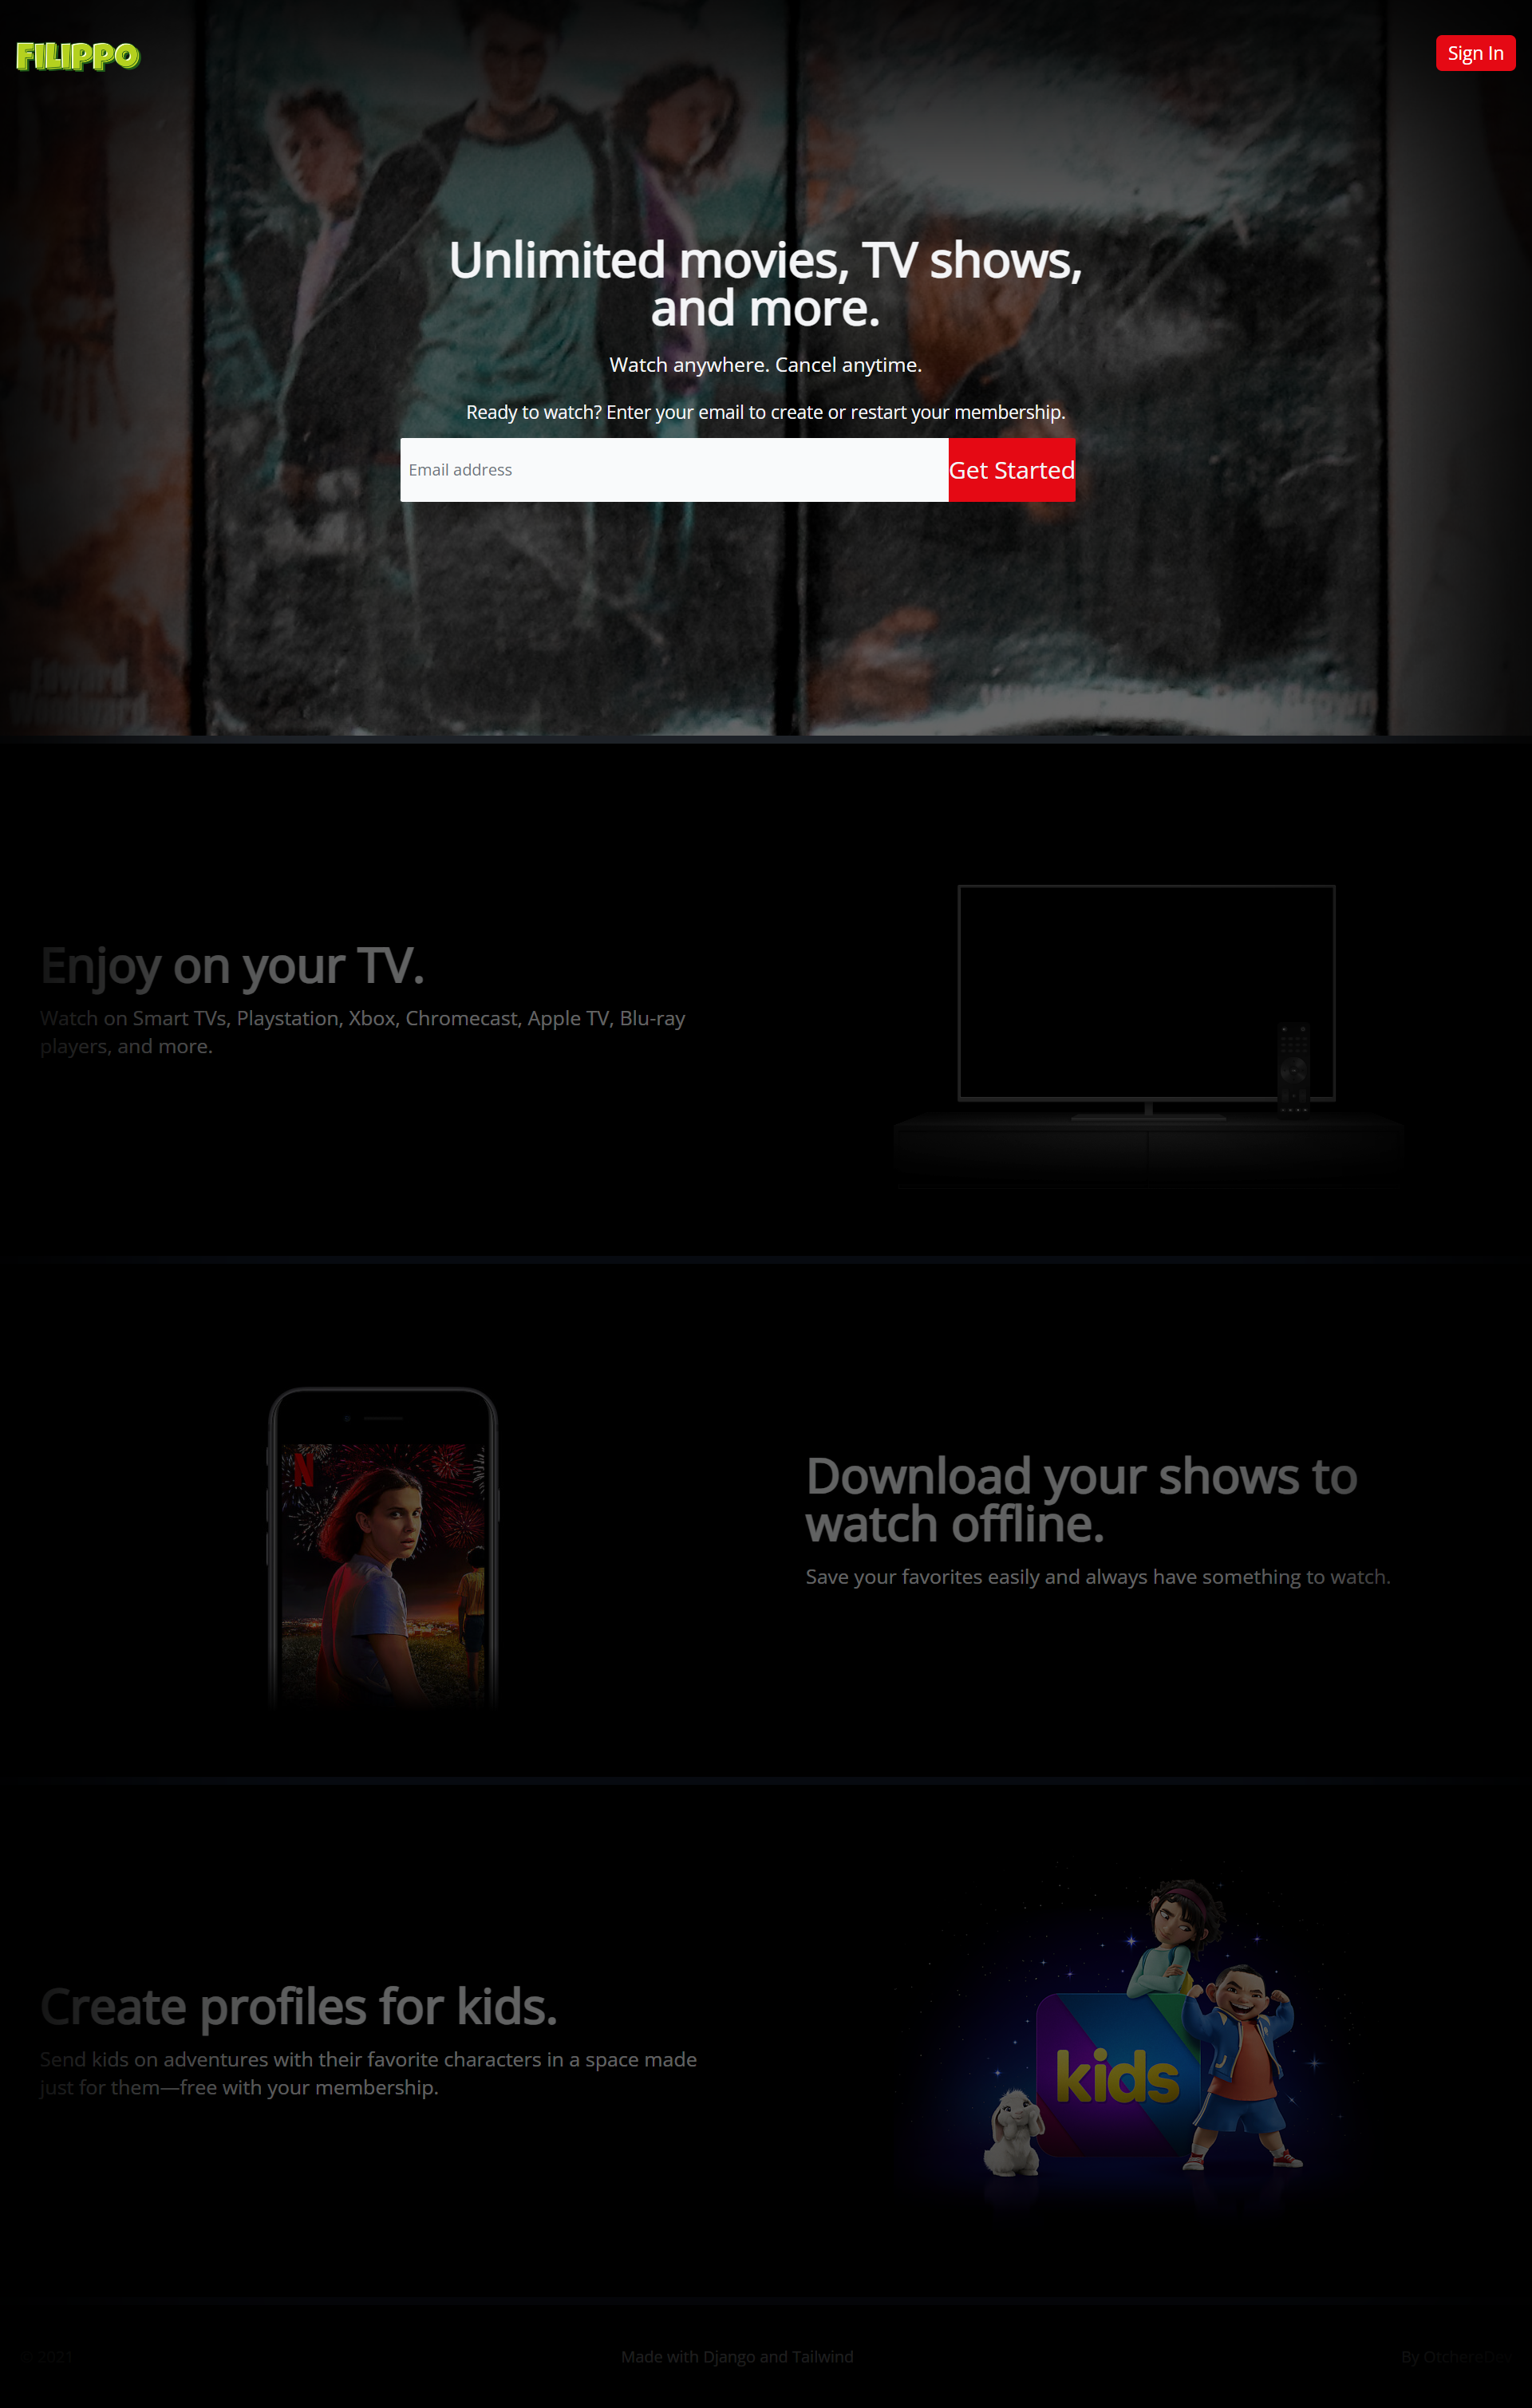 FILIPPO
Sign In
Unlimited movies, TV shows,
and more.
Watch anywhere. Cancel anytime.
Ready to watch? Enter your email to create or restart your membership.
Email address
Get Started
Edward
Woodward
Brown
Enjoy on your TV.
Watch on Smart TVs, Playstation, Xbox, Chromecast, Apple TV, Blu-ray
players, and more.
N
Download your shows to
watch offline.
Save your favorites easily and always have something to watch.
Create profiles for kids.
Send kids on adventures with their favorite characters in a space made
just for them—free with your membership.
kids
© 2021
Made with Django and Tailwind
By OtchereDev